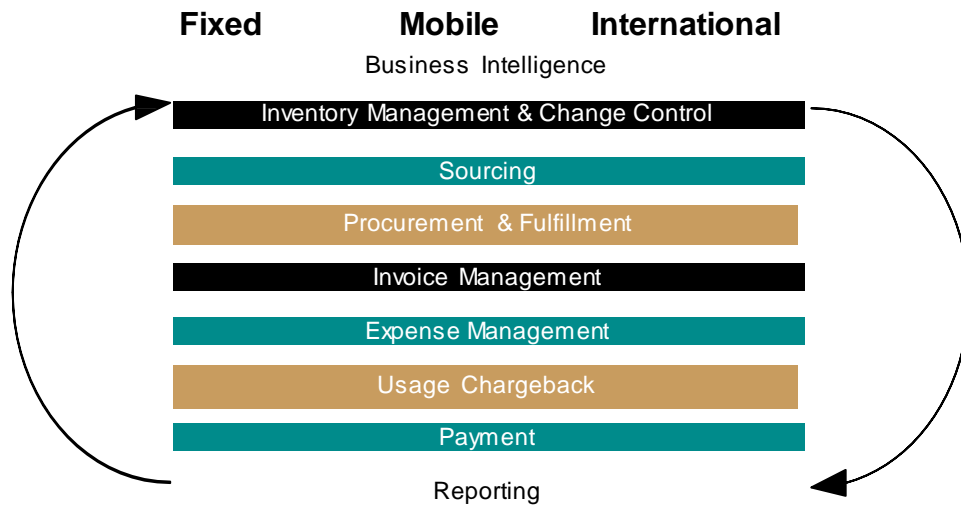 Fixed Mobile International
Business Intelligence
Inventory Management & Change Control
Sourcing
Procurement & Fulfillment
Invoice Management
Expense Management
Usage Chargeback
Payment
Reporting